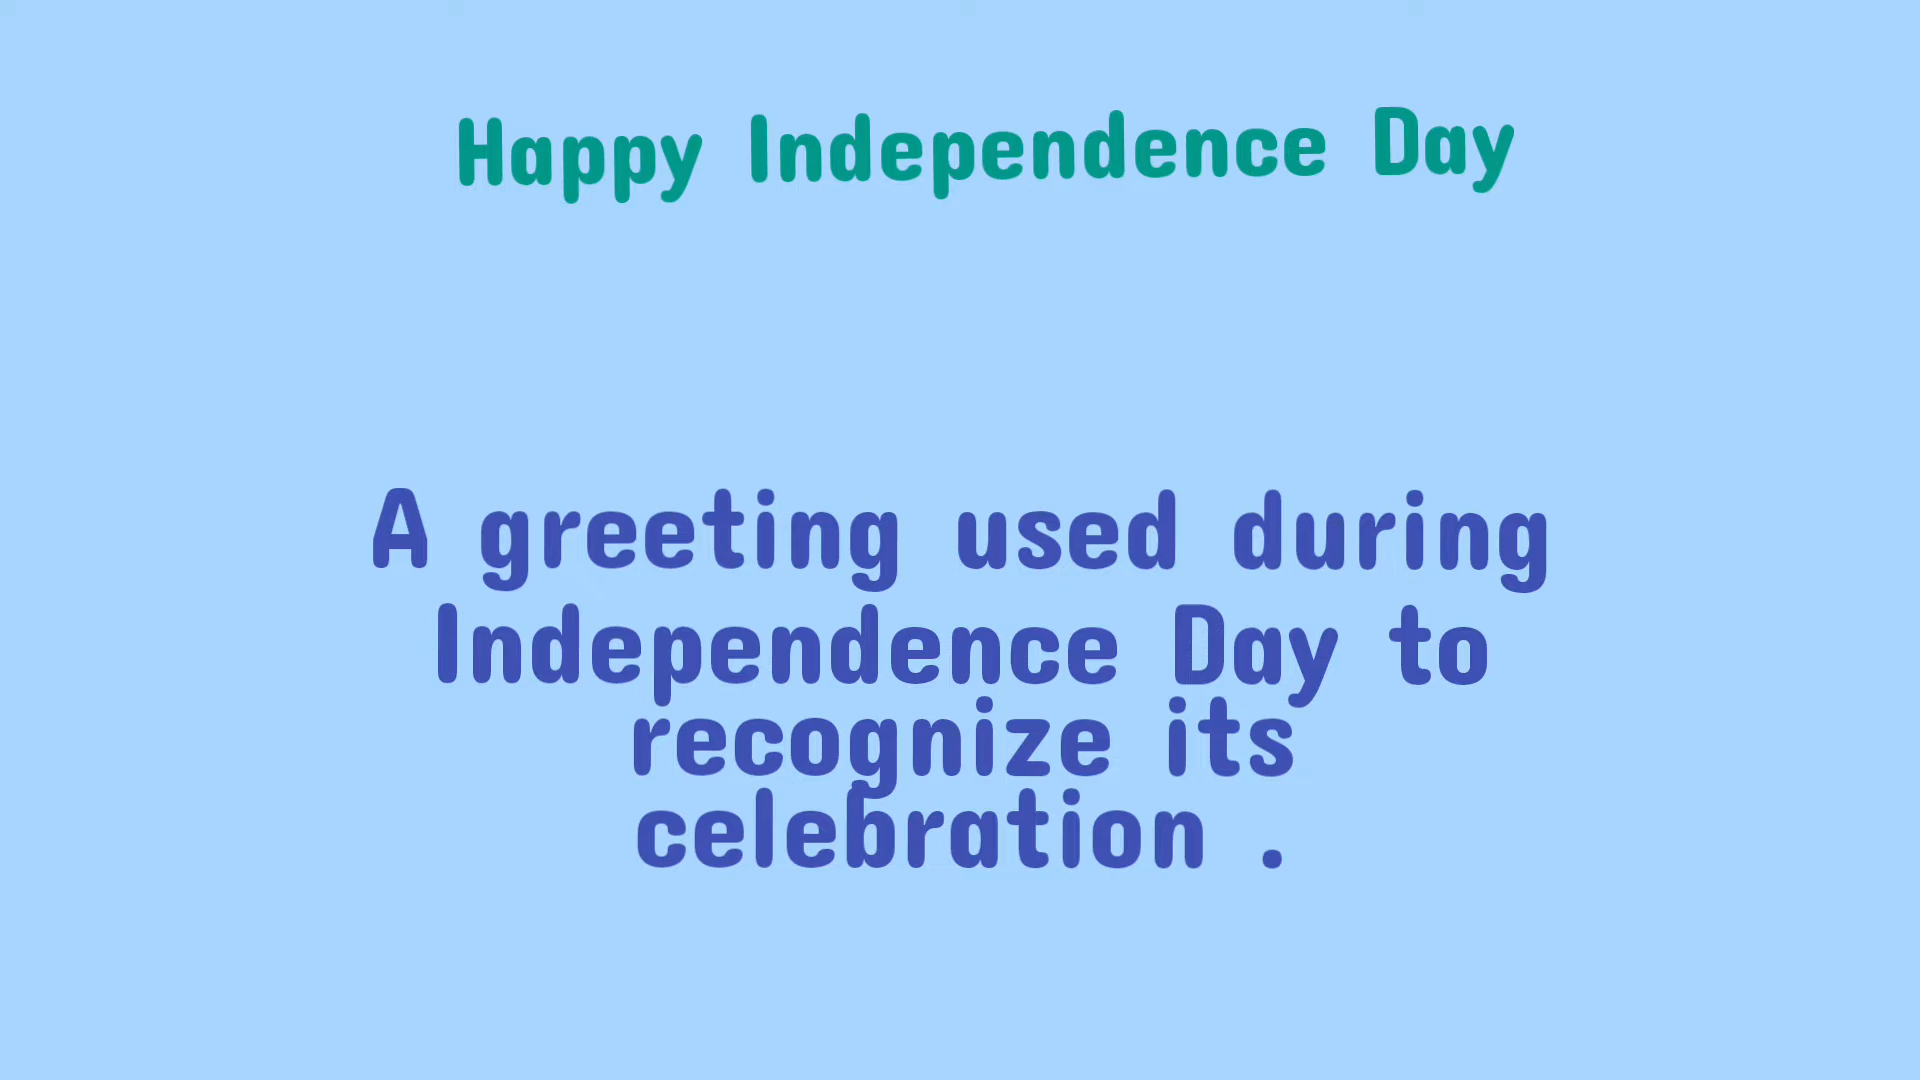 Happy Independence Day
A greeting used during
Independence Day to
recognize its
celebration .